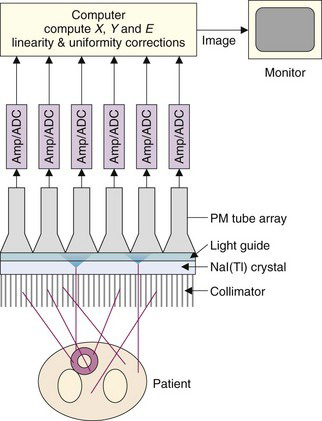 Computer
compute X, Y and E
linearity & uniformity corrections
Image
Monitor
Amp/ADC
Amp/ADC
Amp/ADC
Amp/ADC
Amp/ADC
Amp/ADC
PM tube array
Light guide
NaI(Tl) crystal
Collimator
Patient